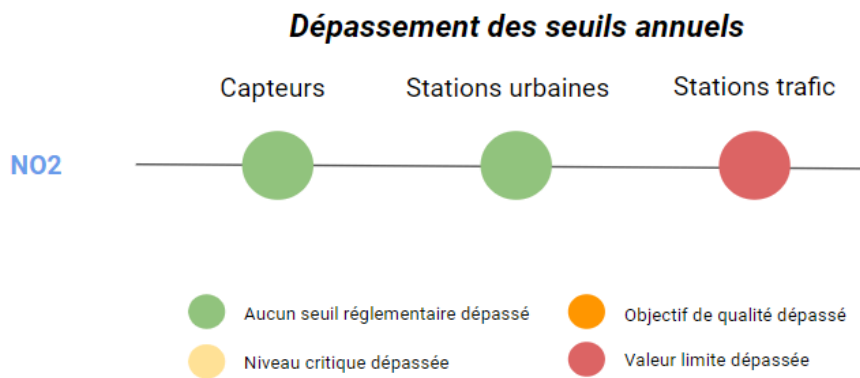 Dépassement des seuils annuels
Capteurs
Stations urbaines
Stations trafic
NO2
Aucun seuil réglementaire dépassé
Objectif de qualité dépassé
Niveau critique dépassée
Valeur limite dépassée